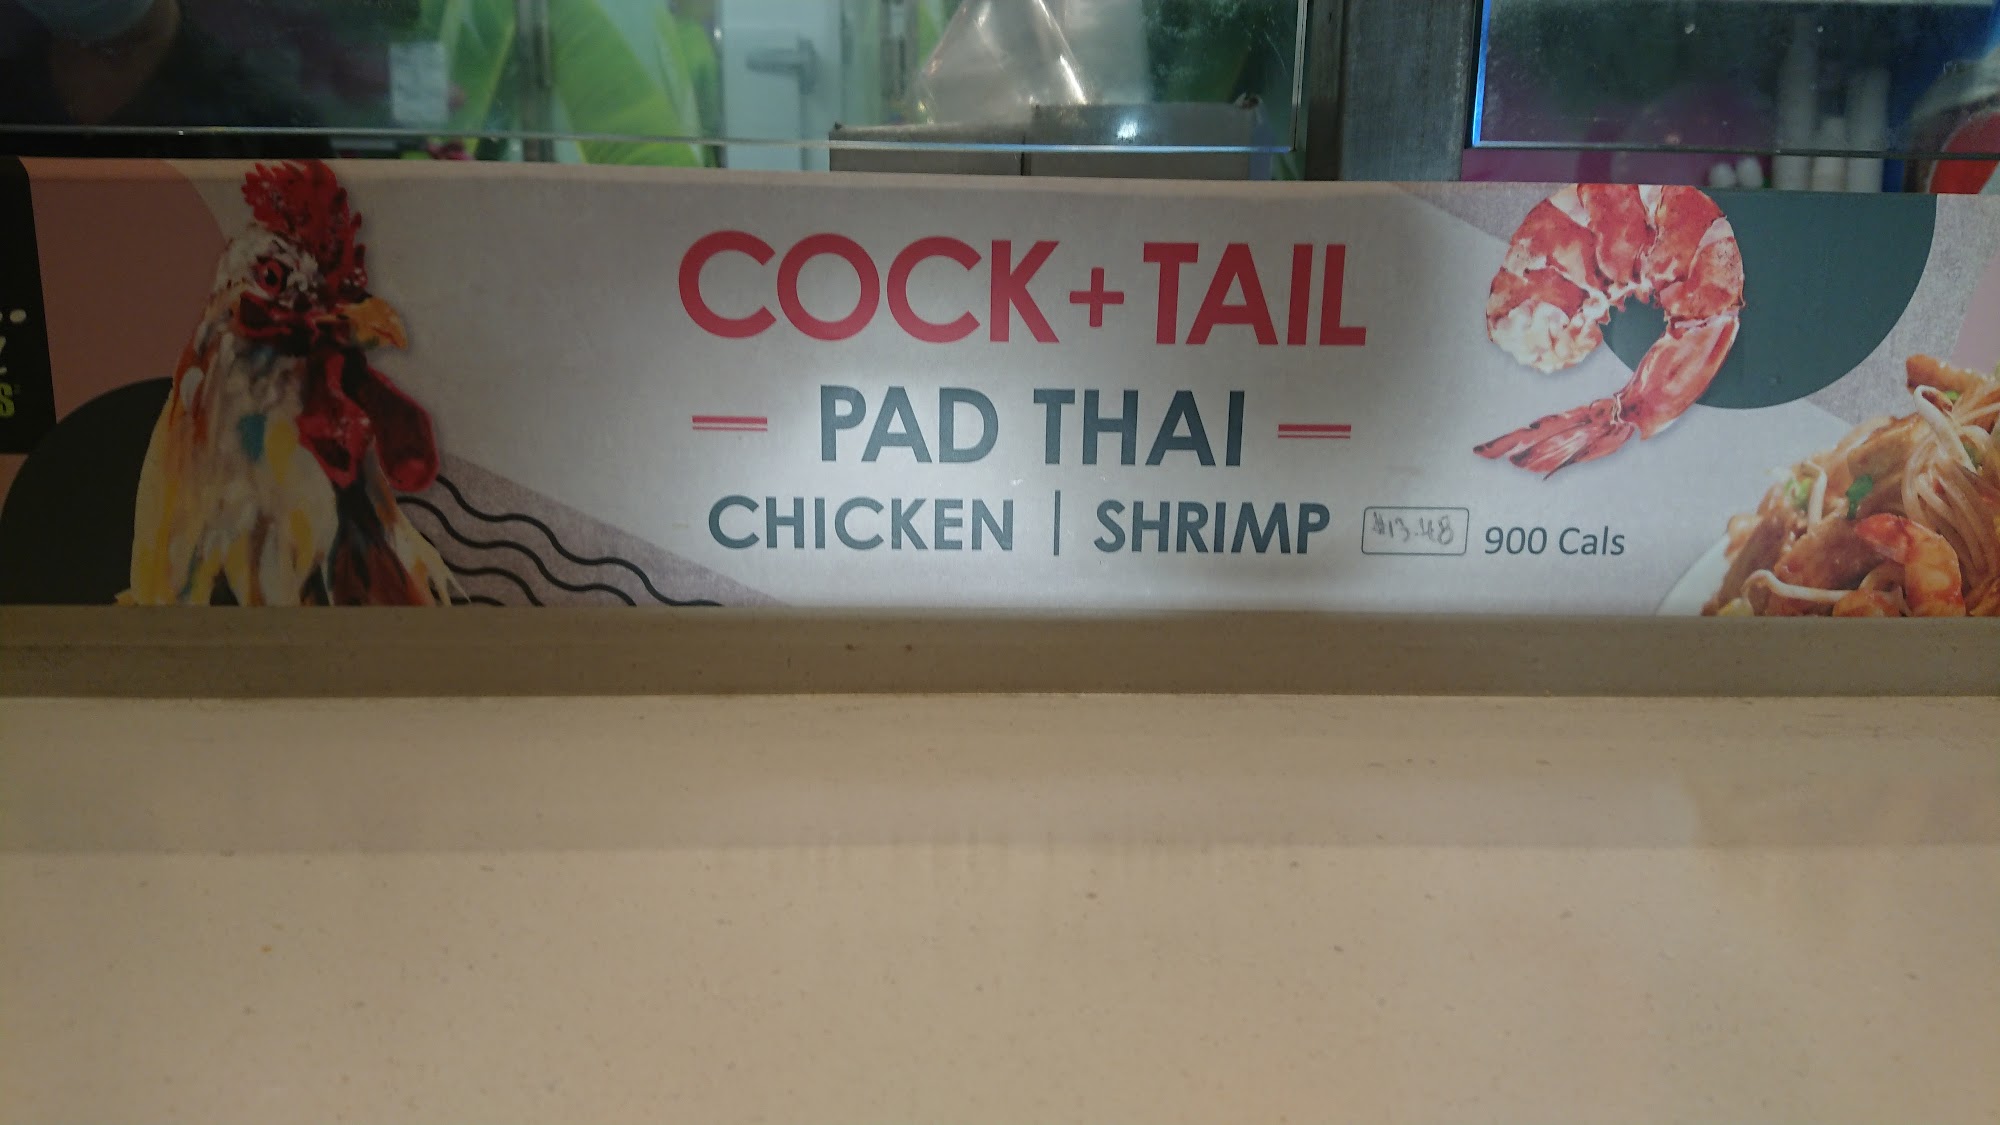 COCK+TAIL
PAD THAI
CHICKEN | SHRIMP $13.48 900 Cals